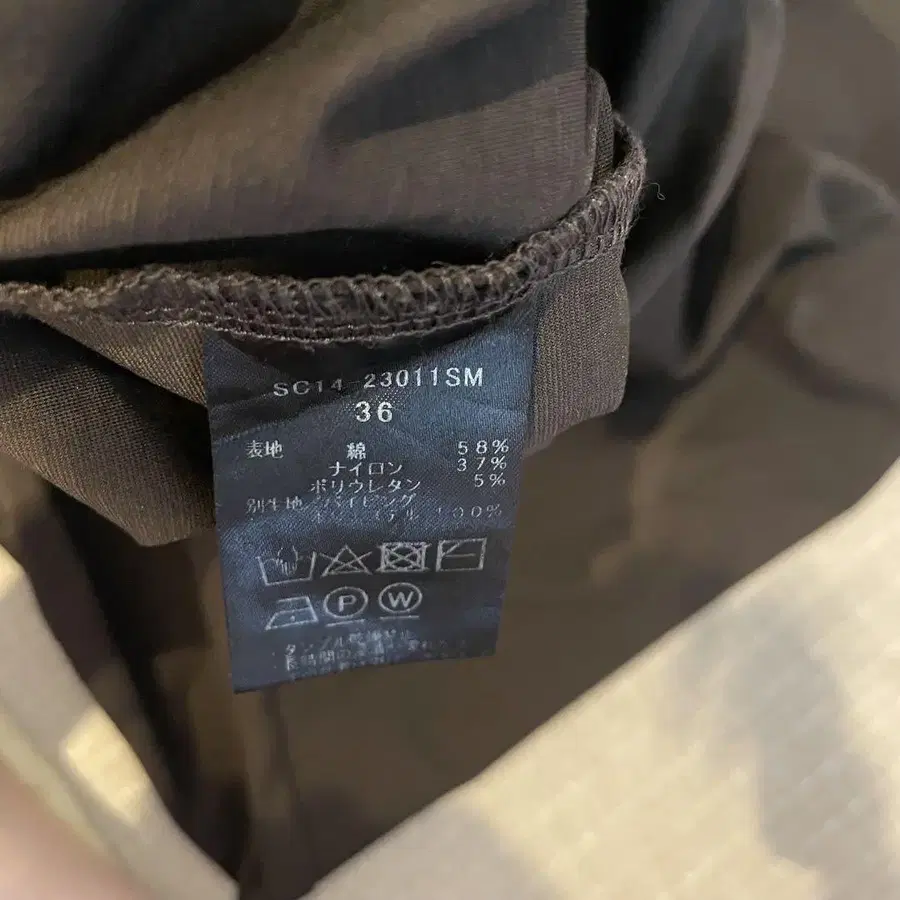 SC14-23011SM
36
表地 綿 58%
ナイロン 37%
ポリウレタン 5%
別生地 パイピング
100%
P W